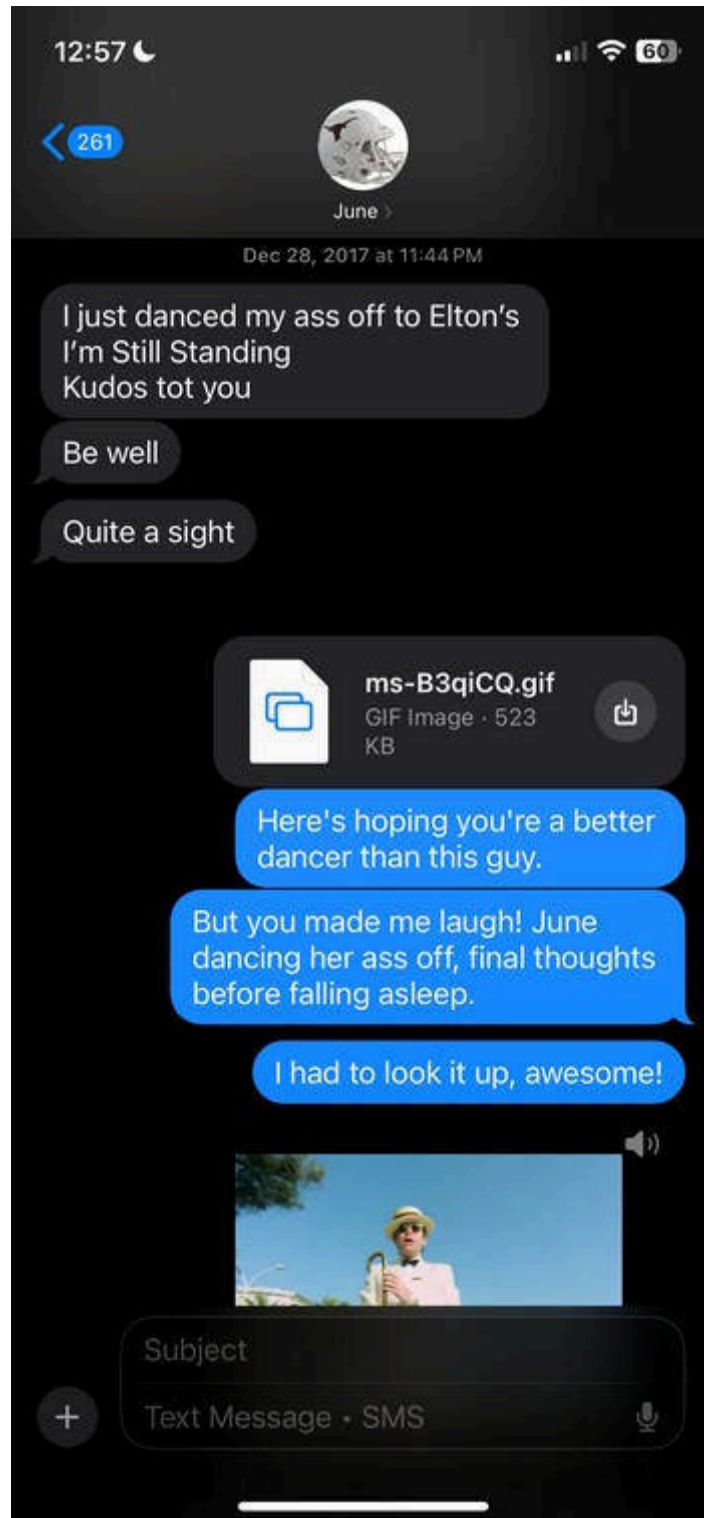 12:57
60
261
June
Dec 28, 2017 at 11:44 PM
I just danced my ass off to Elton's
I'm Still Standing
Kudos tot you
Be well
Quite a sight
ms-B3qiCQ.gif
GIF Image · 523
KB
Here's hoping you're a better
dancer than this guy.
But you made me laugh! June
dancing her ass off, final thoughts
before falling asleep.
I had to look it up, awesome!
Subject
Text Message • SMS